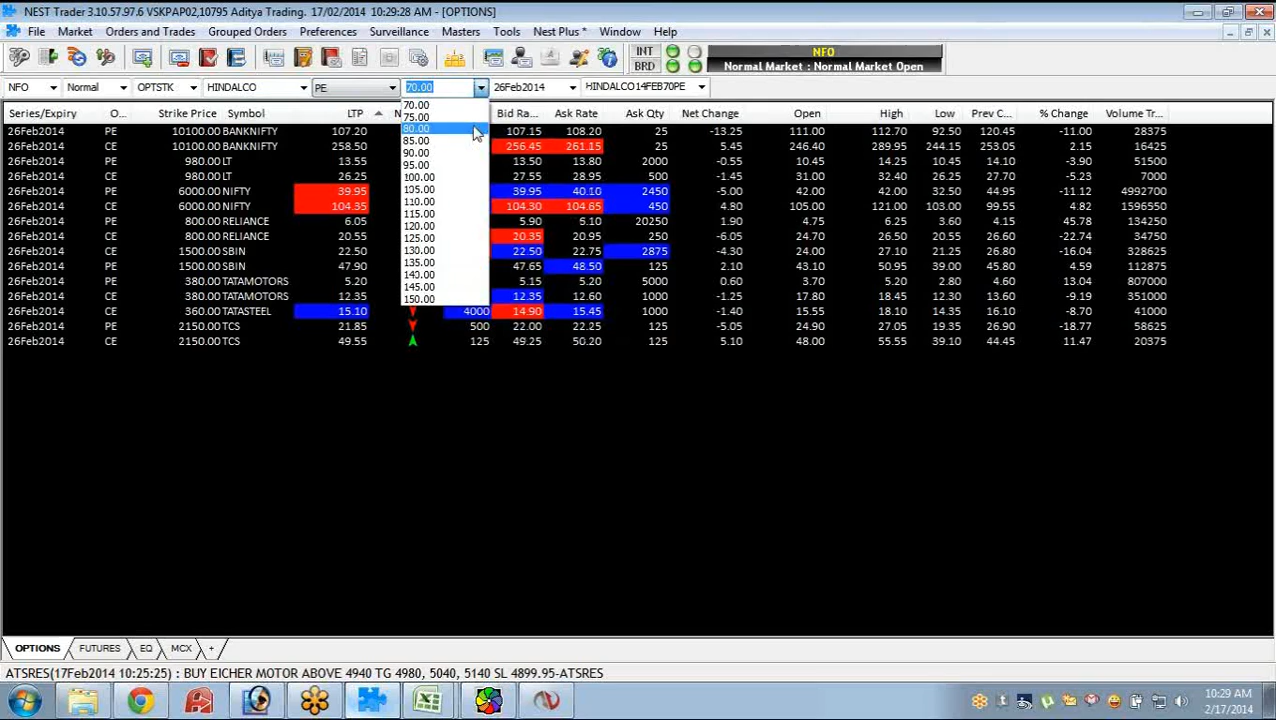 NEST Trader 3.10.57.97.6 VSKPAP02,10795 Aditya Trading. 17/02/2014 10:29:28 AM - [OPTIONS]
File Market Orders and Trades Grouped Orders Preferences Surveillance Masters Tools Nest Plus * Window Help
INT
BRD
NFO
Normal Market : Normal Market Open
NFO Normal OPTSTK HINDALCO PE 70.00 26Feb2014 HINDALCO14FEB70PE
Series/Expiry O... Strike Price Symbol LTP N Bid Ra... Ask Rate Ask Qty Net Change Open High Low Prev C... % Change Volume Tr...
26Feb2014 PE 10100.00 BANKNIFTY 107.20 107.15 108.20 25 -13.25 111.00 112.70 92.50 120.45 -11.00 28375
26Feb2014 CE 10100.00 BANKNIFTY 258.50 256.45 261.15 25 5.45 246.40 289.95 244.15 253.05 2.15 16425
26Feb2014 PE 980.00 LT 13.55 13.50 13.80 2000 -0.55 10.45 14.25 10.45 14.10 -3.90 51500
26Feb2014 CE 980.00 LT 26.25 27.55 28.95 500 -1.45 31.00 32.40 26.25 27.70 -5.23 7000
26Feb2014 PE 6000.00 NIFTY 39.95 39.95 40.10 2450 -5.00 42.00 42.00 32.50 44.95 -11.12 4992700
26Feb2014 CE 6000.00 NIFTY 104.35 104.30 104.65 450 4.80 105.00 121.00 103.00 99.55 4.82 1596550
26Feb2014 PE 800.00 RELIANCE 6.05 5.90 6.10 20250 1.90 4.75 6.25 3.60 4.15 45.78 134250
26Feb2014 CE 800.00 RELIANCE 20.55 20.35 20.95 250 -6.05 24.70 26.50 20.55 26.60 -22.74 34750
26Feb2014 PE 1500.00 SBIN 22.50 22.50 22.75 2875 -4.30 24.00 27.10 21.25 26.80 -16.04 328625
26Feb2014 CE 1500.00 SBIN 47.90 47.65 48.50 125 2.10 43.10 50.95 39.00 45.80 4.59 112875
26Feb2014 PE 380.00 TATAMOTORS 5.20 5.15 5.20 5000 0.60 3.70 5.20 3.20 4.60 13.04 508000
26Feb2014 CE 380.00 TATAMOTORS 12.35 12.35 12.60 1000 -1.25 17.80 18.45 12.30 13.60 -9.19 351000
26Feb2014 CE 360.00 TATASTEEL 15.10 4000 14.90 15.45 1000 -1.40 15.55 18.10 14.35 16.10 -8.70 41000
26Feb2014 PE 2150.00 TCS 21.85 500 22.00 22.25 125 -5.05 24.90 27.05 19.35 26.90 -18.77 58625
26Feb2014 CE 2150.00 TCS 49.55 125 49.25 50.20 125 5.10 48.00 55.55 39.10 44.45 11.47 20375
70.00
75.00
80.00
85.00
90.00
95.00
100.00
105.00
110.00
115.00
120.00
125.00
130.00
135.00
140.00
145.00
150.00
OPTIONS FUTURES EQ MCX +
ATSRES(17Feb2014 10:25:25) : BUY EICHER MOTOR ABOVE 4940 TG 4980, 5040, 5140 SL 4899.95-ATSRES
10:29 AM
2/17/2014